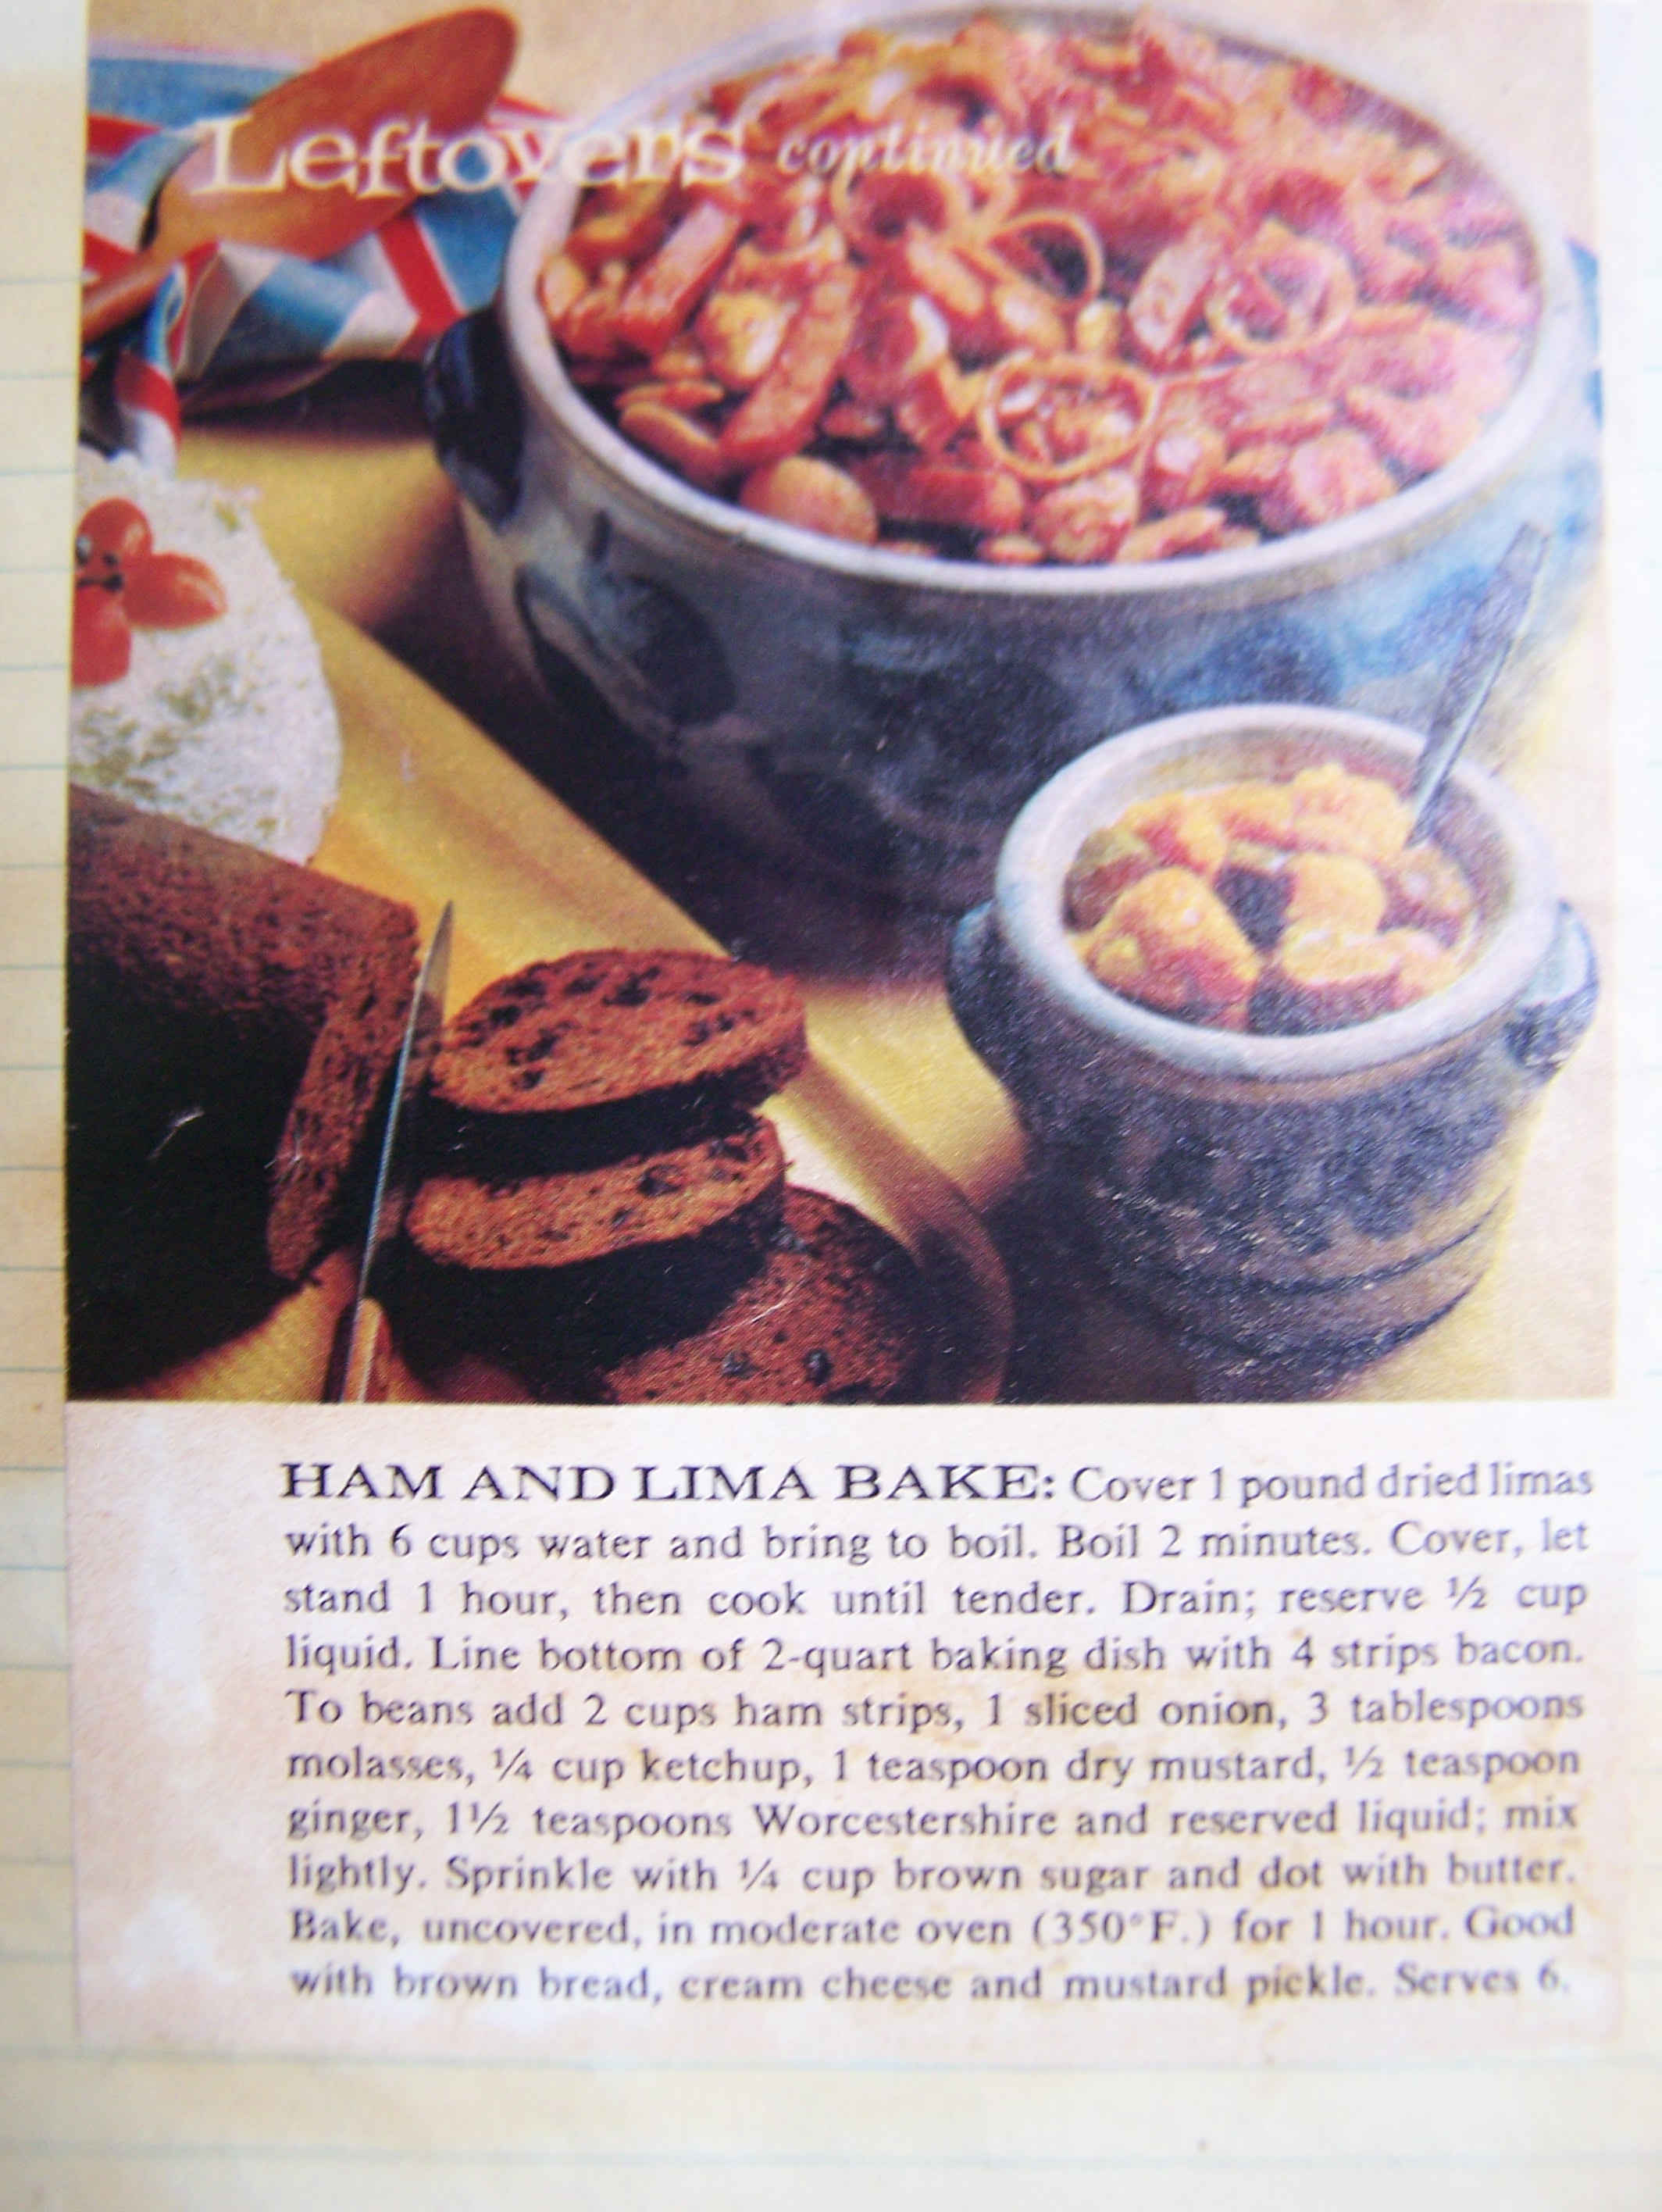 Leftovers continued
HAM AND LIMA BAKE: Cover 1 pound dried limas
with 6 cups water and bring to boil. Boil 2 minutes. Cover, let
stand 1 hour, then cook until tender. Drain; reserve ½ cup
liquid. Line bottom of 2-quart baking dish with 4 strips bacon.
To beans add 2 cups ham strips, 1 sliced onion, 3 tablespoons
molasses, ¼ cup ketchup, 1 teaspoon dry mustard, ½ teaspoon
ginger, 1½ teaspoons Worcestershire and reserved liquid; mix
lightly. Sprinkle with ¼ cup brown sugar and dot with butter.
Bake, uncovered, in moderate oven (350°F.) for 1 hour. Good
with brown bread, cream cheese and mustard pickle. Serves 6.